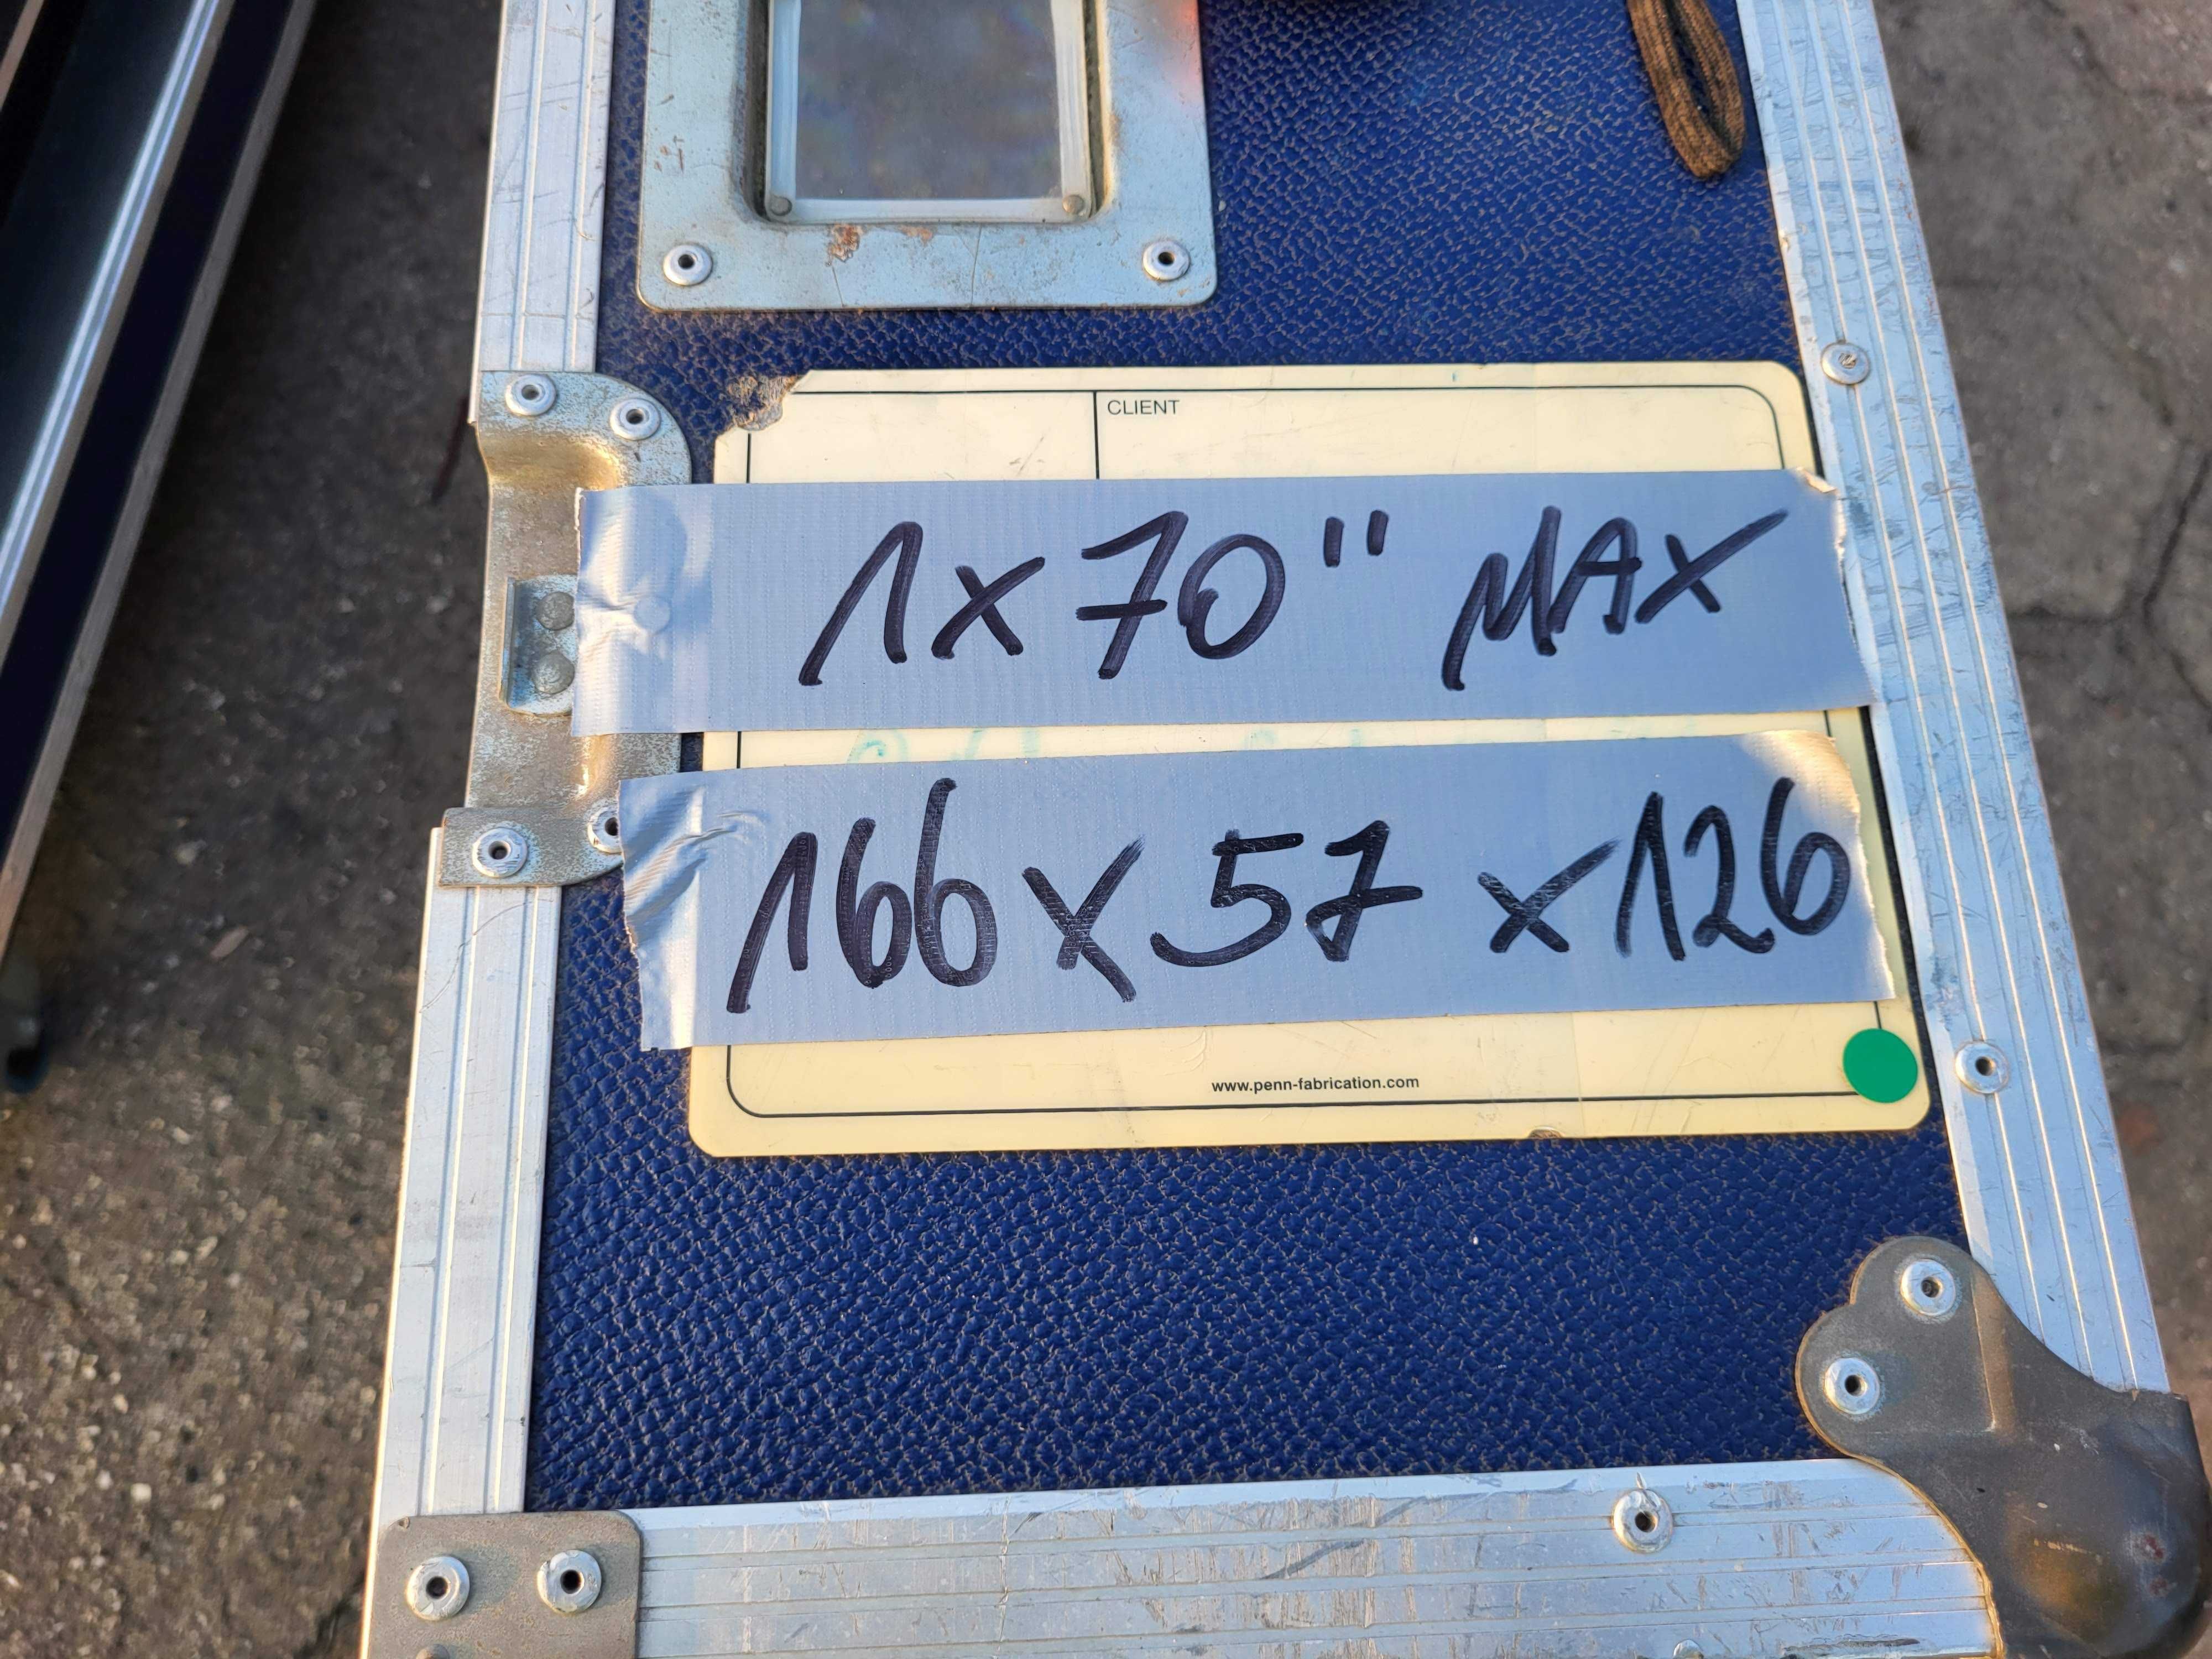 CLIENT
1x70" MAX
166x57x126
www.penn-fabrication.com